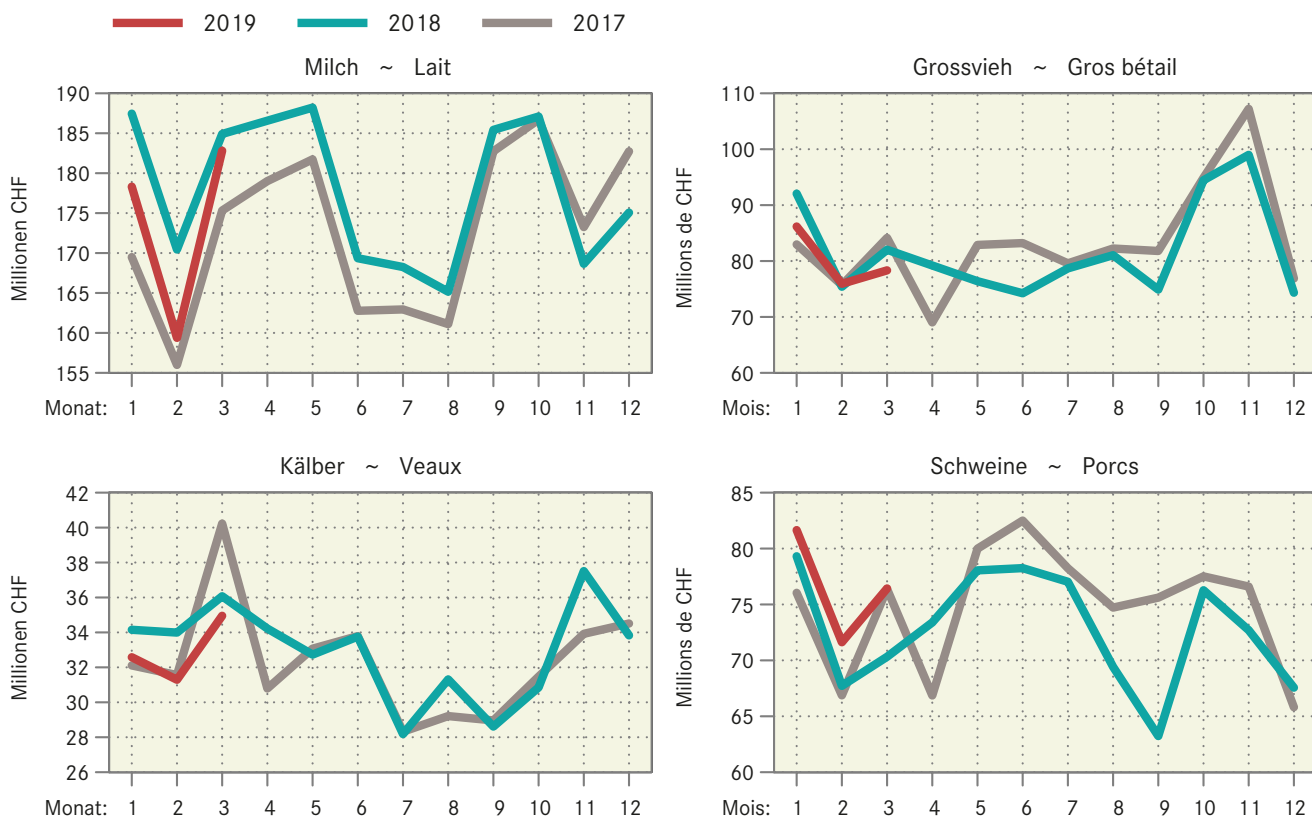 2019 2018 2017
Milch ~ Lait
190
185
180
175
170
165
160
155
Millionen CHF
Monat: 1 2 3 4 5 6 7 8 9 10 11 12
Grossvieh ~ Gros bétail
110
100
90
80
70
60
Millions de CHF
Mois: 1 2 3 4 5 6 7 8 9 10 11 12
Kälber ~ Veaux
42
40
38
36
34
32
30
28
26
Millionen CHF
Monat: 1 2 3 4 5 6 7 8 9 10 11 12
Schweine ~ Porcs
85
80
75
70
65
60
Millions de CHF
Mois: 1 2 3 4 5 6 7 8 9 10 11 12